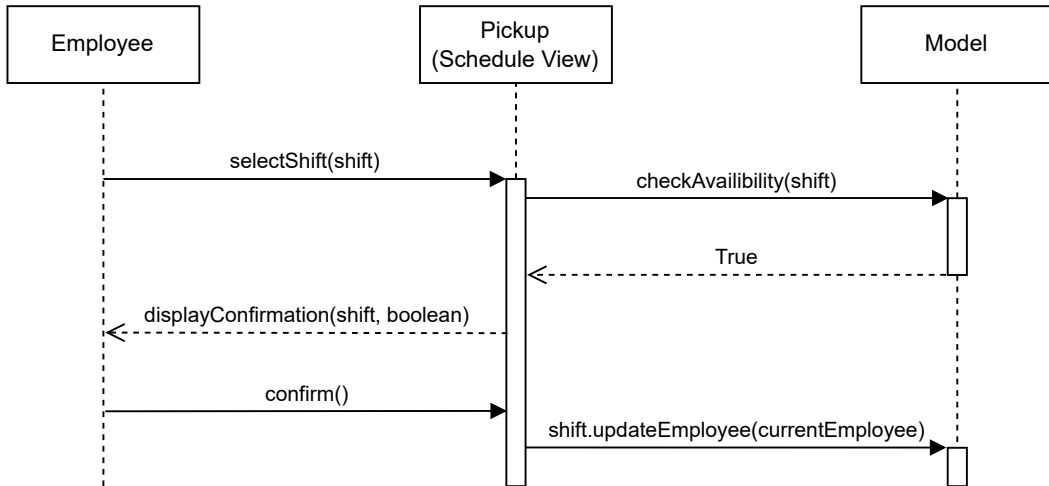 Employee
Pickup
(Schedule View)
Model
selectShift(shift)
checkAvailibility(shift)
True
displayConfirmation(shift, boolean)
confirm()
shift.updateEmployee(currentEmployee)